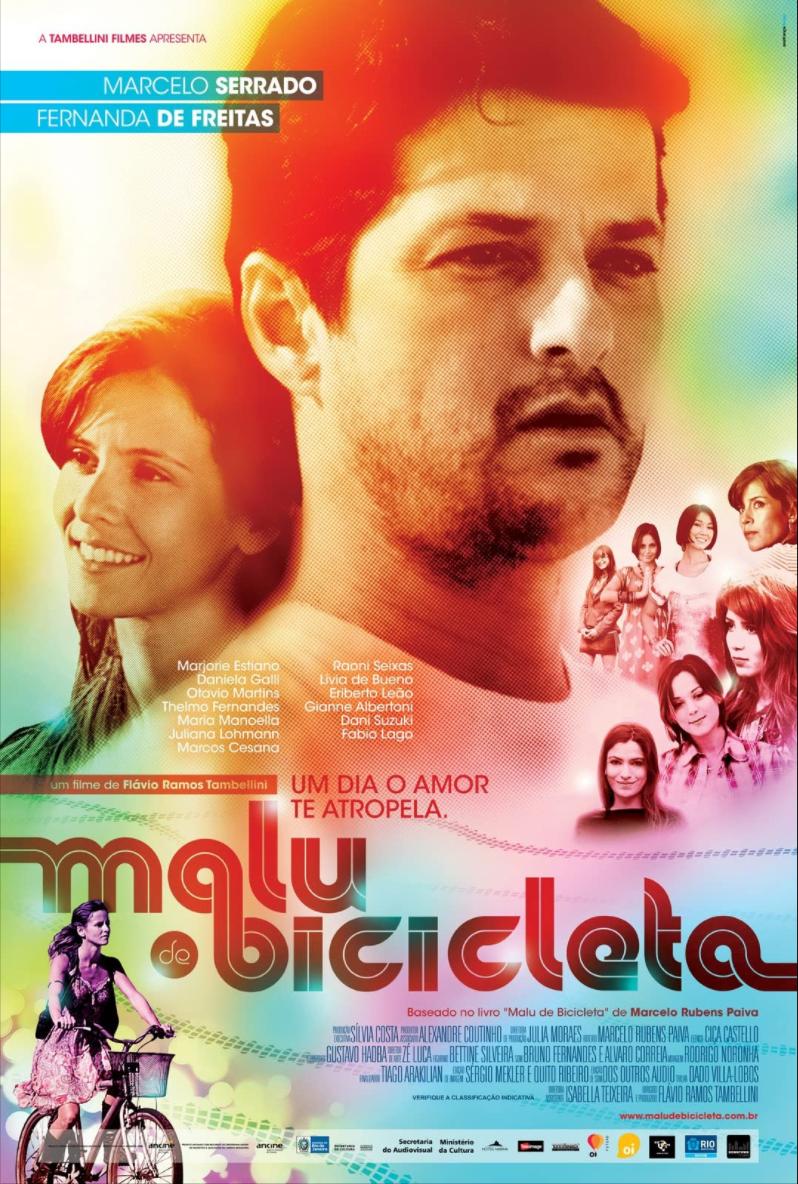 A TAMBELLINI FILMES APRESENTA
MARCELO SERRADO
FERNANDA DE FREITAS
Marjorie Estiano
Daniela Galli
Otavio Martins
Thelmo Fernandes
Maria Manoella
Juliana Lohmann
Marcos Cesana
Raoni Seixas
Livia de Bueno
Eriberto Leão
Gianne Albertoni
Dani Suzuki
Fabio Lago
um filme de Flávio Ramos Tambellini
UM DIA O AMOR
TE ATROPELA.
malu
de bicicleta
Baseado no livro "Malu de Bicicleta" de Marcelo Rubens Paiva
SÍLVIA COSTA ALEXANDRE COUTINHO JULIA MORAES MARCELO RUBENS PAIVA CIÇA CASTELLO
GUSTAVO HADBA ZÉ LUCA BETTINE SILVEIRA BRUNO FERNANDES E ALVARO CORREIA RODRIGO NORONHA
TIAGO ARAKILIAN SÉRGIO MEKLER E QUITO RIBEIRO DOS OUTROS AUDIO DADO VILLA-LOBOS
VERIFIQUE A CLASSIFICAÇÃO INDICATIVA ISABELLA TEIXEIRA FLÁVIO RAMOS TAMBELLINI
www.maludebicicleta.com.br
ancine ancine Secretaria do Audiovisual Ministério da Cultura oi oi RIO